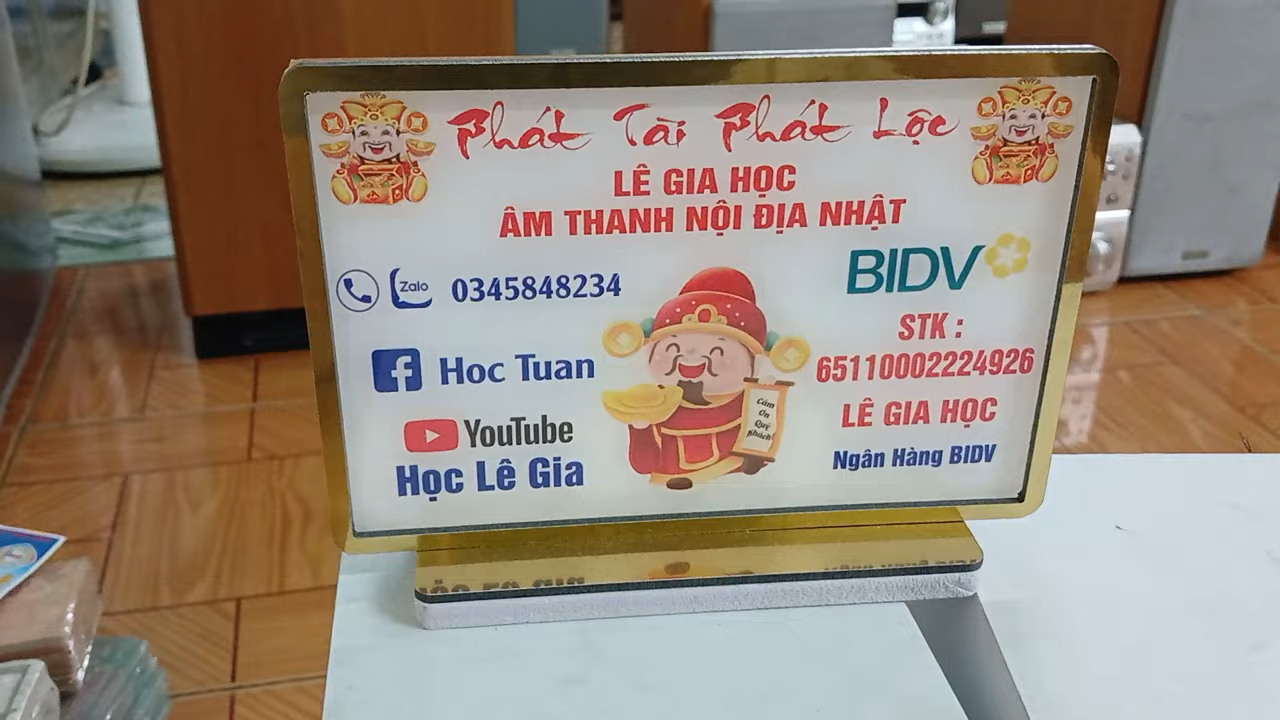 Phát Tài Phát Lộc
LÊ GIA HỌC
ÂM THANH NỘI ĐỊA NHẬT
Zalo 0345848234
Hoc Tuan
YouTube
Học Lê Gia
Cảm
Ơn
Quý
Khách!
BIDV
STK :
65110002224926
LÊ GIA HỌC
Ngân Hàng BIDV